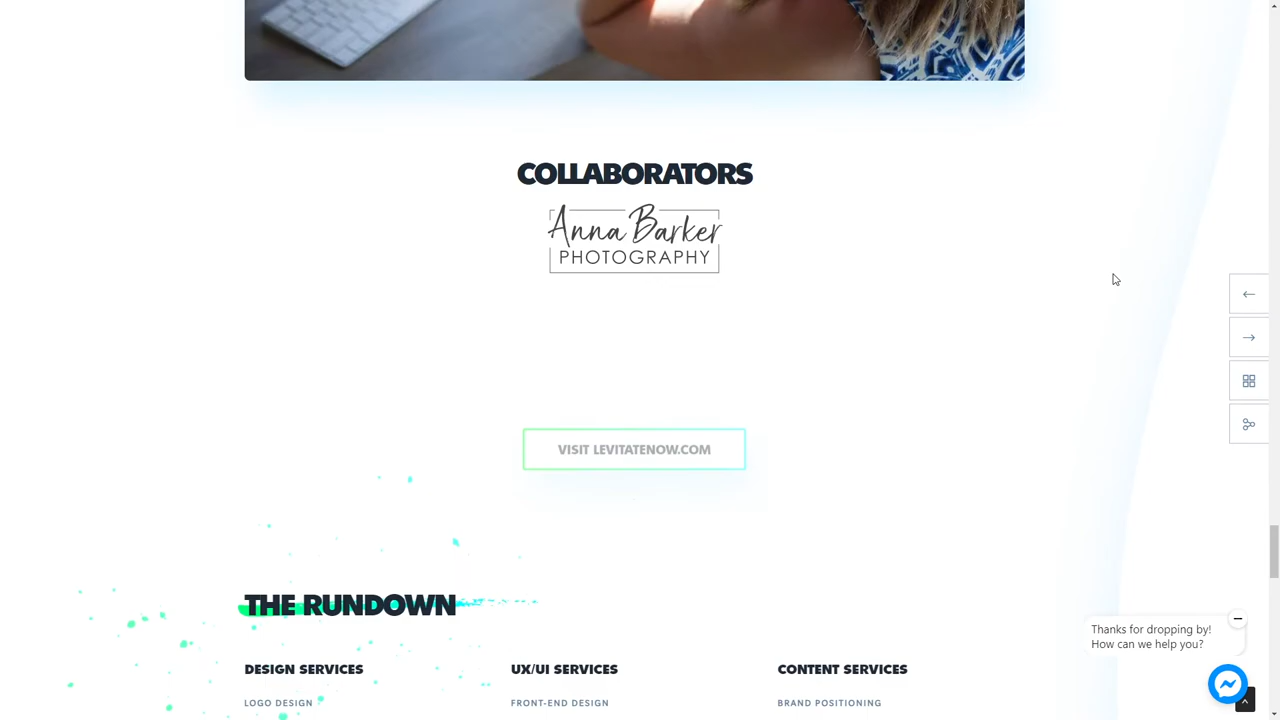 COLLABORATORS
Anna Barker
PHOTOGRAPHY
VISIT LEVITATENOW.COM
THE RUNDOWN
DESIGN SERVICES
UX/UI SERVICES
CONTENT SERVICES
LOGO DESIGN
FRONT-END DESIGN
BRAND POSITIONING
Thanks for dropping by!
How can we help you?